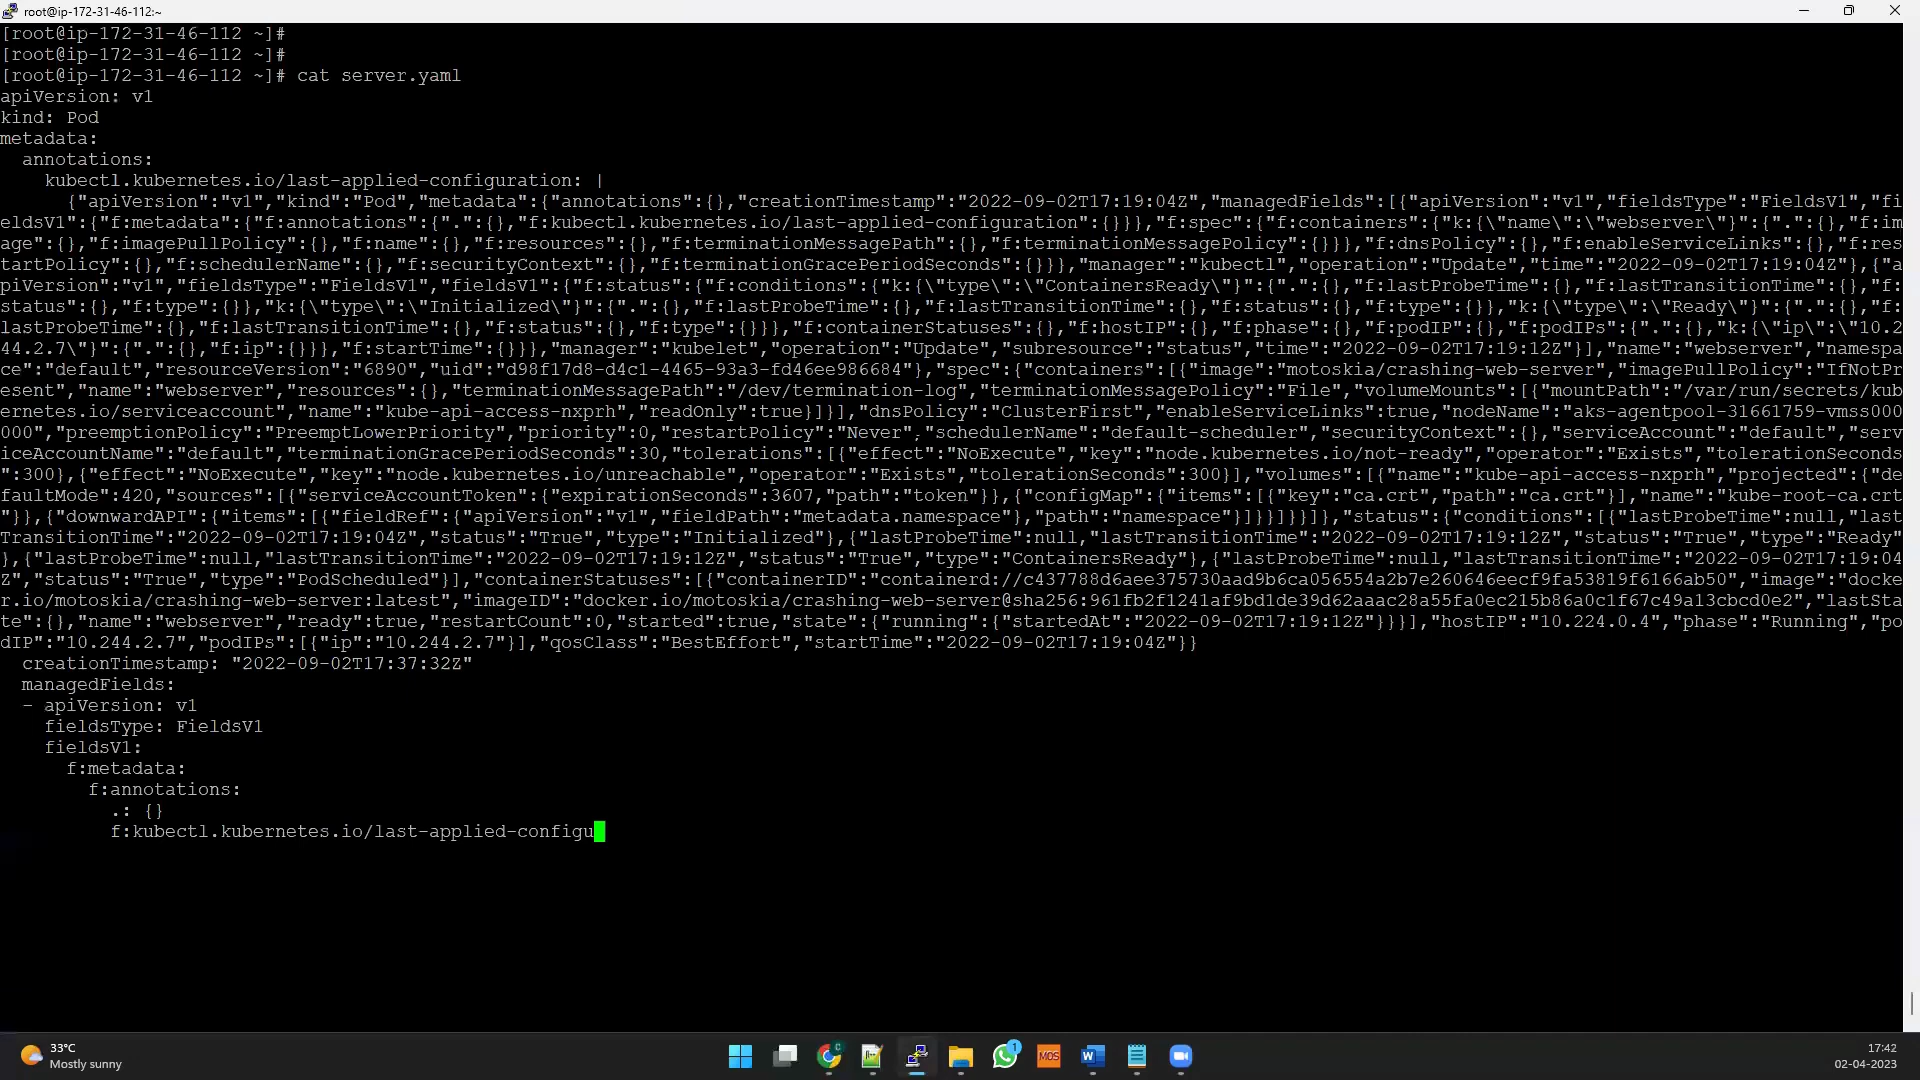 root@ip-172-31-46-112:~
[root@ip-172-31-46-112 ~]#
[root@ip-172-31-46-112 ~]#
[root@ip-172-31-46-112 ~]# cat server.yaml
apiVersion: v1
kind: Pod
metadata:
  annotations:
    kubectl.kubernetes.io/last-applied-configuration: |
      {"apiVersion":"v1","kind":"Pod","metadata":{"annotations":{},"creationTimestamp":"2022-09-02T17:19:04Z","managedFields":[{"apiVersion":"v1","fieldsType":"FieldsV1","fi
eldsV1":{"f:metadata":{"f:annotations":{".":{},"f:kubectl.kubernetes.io/last-applied-configuration":{}}},"f:spec":{"f:containers":{"k:{\"name\":\"webserver\"}":{".":{},"f:im
age":{},"f:imagePullPolicy":{},"f:name":{},"f:resources":{},"f:terminationMessagePath":{},"f:terminationMessagePolicy":{}}},"f:dnsPolicy":{},"f:enableServiceLinks":{},"f:res
tartPolicy":{},"f:schedulerName":{},"f:securityContext":{},"f:terminationGracePeriodSeconds":{}}},"manager":"kubectl","operation":"Update","time":"2022-09-02T17:19:04Z"},{"a
piVersion":"v1","fieldsType":"FieldsV1","fieldsV1":{"f:status":{"f:conditions":{"k:{\"type\":\"ContainersReady\"}":{".":{},"f:lastProbeTime":{},"f:lastTransitionTime":{},"f:
status":{},"f:type":{}},"k:{\"type\":\"Initialized\"}":{".":{},"f:lastProbeTime":{},"f:lastTransitionTime":{},"f:status":{},"f:type":{}},"k:{\"type\":\"Ready\"}":{".":{},"f:
lastProbeTime":{},"f:lastTransitionTime":{},"f:status":{},"f:type":{}}},"f:containerStatuses":{},"f:hostIP":{},"f:phase":{},"f:podIP":{},"f:podIPs":{".":{},"k:{\"ip\":\"10.2
44.2.7\"}":{".":{},"f:ip":{}}},"f:startTime":{}}},"manager":"kubelet","operation":"Update","subresource":"status","time":"2022-09-02T17:19:12Z"}],"name":"webserver","namespa
ce":"default","resourceVersion":"6890","uid":"d98f17d8-d4c1-4465-93a3-fd46ee986684"},"spec":{"containers":[{"image":"motoskia/crashing-web-server","imagePullPolicy":"IfNotPr
esent","name":"webserver","resources":{},"terminationMessagePath":"/dev/termination-log","terminationMessagePolicy":"File","volumeMounts":[{"mountPath":"/var/run/secrets/kub
ernetes.io/serviceaccount","name":"kube-api-access-nxprh","readOnly":true}]}],"dnsPolicy":"ClusterFirst","enableServiceLinks":true,"nodeName":"aks-agentpool-31661759-vmss000
000","preemptionPolicy":"PreemptLowerPriority","priority":0,"restartPolicy":"Never","schedulerName":"default-scheduler","securityContext":{},"serviceAccount":"default","serv
iceAccountName":"default","terminationGracePeriodSeconds":30,"tolerations":[{"effect":"NoExecute","key":"node.kubernetes.io/not-ready","operator":"Exists","tolerationSeconds
":300},{"effect":"NoExecute","key":"node.kubernetes.io/unreachable","operator":"Exists","tolerationSeconds":300}],"volumes":[{"name":"kube-api-access-nxprh","projected":{"de
faultMode":420,"sources":[{"serviceAccountToken":{"expirationSeconds":3607,"path":"token"}},{"configMap":{"items":[{"key":"ca.crt","path":"ca.crt"}],"name":"kube-root-ca.crt
"}},{"downwardAPI":{"items":[{"fieldRef":{"apiVersion":"v1","fieldPath":"metadata.namespace"},"path":"namespace"}]}}]}}]},"status":{"conditions":[{"lastProbeTime":null,"last
TransitionTime":"2022-09-02T17:19:04Z","status":"True","type":"Initialized"},{"lastProbeTime":null,"lastTransitionTime":"2022-09-02T17:19:12Z","status":"True","type":"Ready"
},{"lastProbeTime":null,"lastTransitionTime":"2022-09-02T17:19:12Z","status":"True","type":"ContainersReady"},{"lastProbeTime":null,"lastTransitionTime":"2022-09-02T17:19:04
Z","status":"True","type":"PodScheduled"}],"containerStatuses":[{"containerID":"containerd://c437788d6aee375730aad9b6ca056554a2b7e260646eecf9fa53819f6166ab50","image":"docke
r.io/motoskia/crashing-web-server:latest","imageID":"docker.io/motoskia/crashing-web-server@sha256:961fb2f1241af9bd1de39d62aaac28a55fa0ec215b86a0c1f67c49a13cbcd0e2","lastSta
te":{},"name":"webserver","ready":true,"restartCount":0,"started":true,"state":{"running":{"startedAt":"2022-09-02T17:19:12Z"}}}],"hostIP":"10.224.0.4","phase":"Running","po
dIP":"10.244.2.7","podIPs":[{"ip":"10.244.2.7"}],"qosClass":"BestEffort","startTime":"2022-09-02T17:19:04Z"}}
  creationTimestamp: "2022-09-02T17:37:32Z"
  managedFields:
  - apiVersion: v1
    fieldsType: FieldsV1
    fieldsV1:
      f:metadata:
        f:annotations:
          .: {}
          f:kubectl.kubernetes.io/last-applied-configu
33°C
Mostly sunny
C
1
MOS
W
17:42
02-04-2023